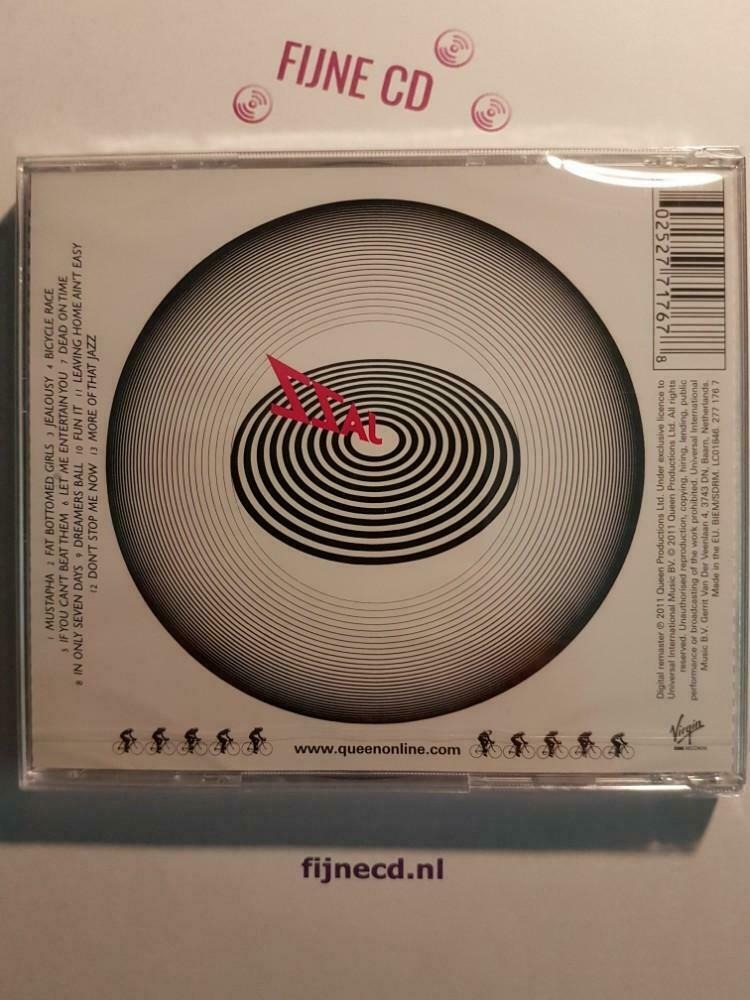 FIJNE CD
1 MUSTAPHA 2 FAT BOTTOMED GIRLS 3 JEALOUSY 4 BICYCLE RACE
5 IF YOU CAN'T BEAT THEM 6 LET ME ENTERTAIN YOU 7 DEAD ON TIME
8 IN ONLY SEVEN DAYS 9 DREAMERS BALL 10 FUN IT 11 LEAVING HOME AIN'T EASY
12 DON'T STOP ME NOW 13 MORE OF THAT JAZZ
JAZZ
02527 71767 8
Digital remaster ℗ 2011 Queen Productions Ltd. Under exclusive licence to
Universal International Music BV. © 2011 Queen Productions Ltd. All rights
reserved. Unauthorised reproduction, copying, hiring, lending, public
performance or broadcasting of the work prohibited. Universal International
Music B.V. Gerrit Van Der Veenlaan 4, 3743 DN, Baarn, Netherlands.
Made in the EU. BIEM/SDRM. LC01846. 277 176 7
www.queenonline.com
Virgin
fijnecd.nl